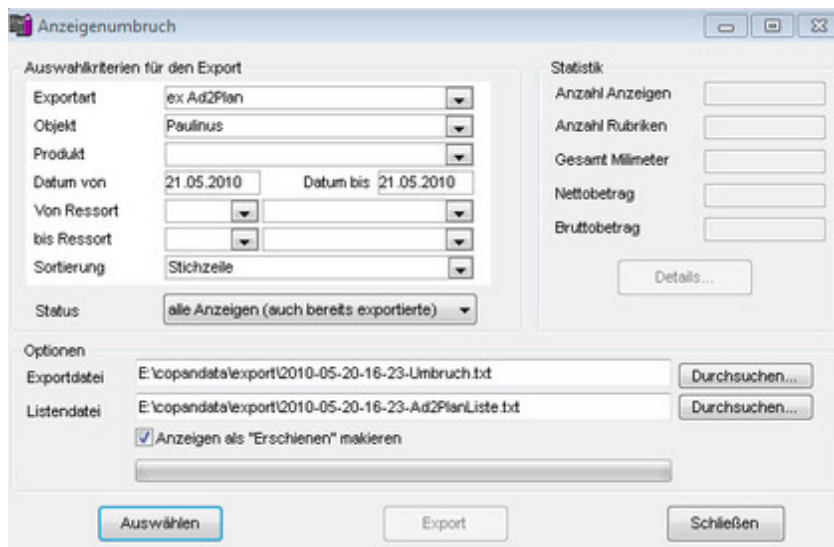 Anzeigenumbruch
Auswahlkriterien für den Export
Exportart ex Ad2Plan
Objekt Paulinus
Produkt
Datum von 21.05.2010 Datum bis 21.05.2010
Von Ressort
bis Ressort
Sortierung Stichzeile
Status alle Anzeigen (auch bereits exportierte)
Statistik
Anzahl Anzeigen
Anzahl Rubriken
Gesamt Milimeter
Nettobetrag
Bruttobetrag
Details...
Optionen
Exportdatei E:\copandata\export\2010-05-20-16-23-Umbruch.txt Durchsuchen...
Listendatei E:\copandata\export\2010-05-20-16-23-Ad2PlanListe.txt Durchsuchen...
Anzeigen als "Erschienen" makieren
Auswählen Export Schließen